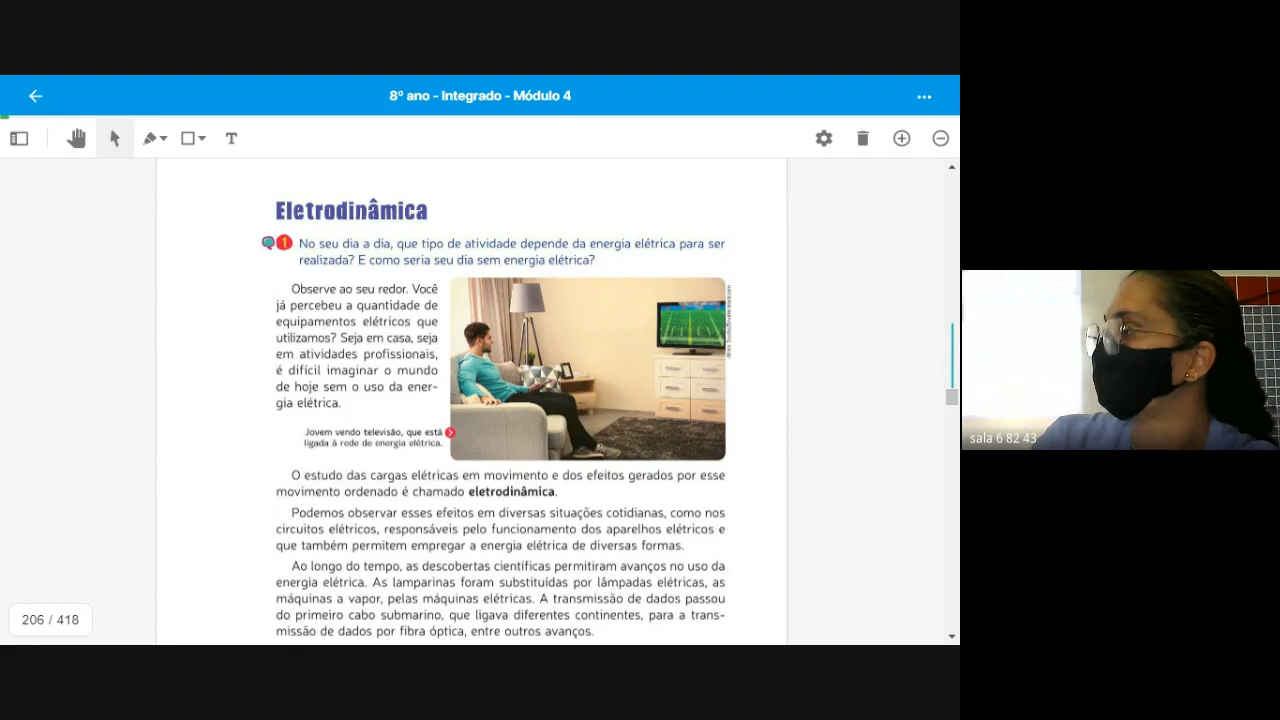 8º ano - Integrado - Módulo 4
T
Eletrodinâmica
1 No seu dia a dia, que tipo de atividade depende da energia elétrica para ser
realizada? E como seria seu dia sem energia elétrica?
Observe ao seu redor. Você
já percebeu a quantidade de
equipamentos elétricos que
utilizamos? Seja em casa, seja
em atividades profissionais,
é difícil imaginar o mundo
de hoje sem o uso da ener-
gia elétrica.
Jovem vendo televisão, que está
ligada à rede de energia elétrica.
O estudo das cargas elétricas em movimento e dos efeitos gerados por esse
movimento ordenado é chamado eletrodinâmica.
Podemos observar esses efeitos em diversas situações cotidianas, como nos
circuitos elétricos, responsáveis pelo funcionamento dos aparelhos elétricos e
que também permitem empregar a energia elétrica de diversas formas.
Ao longo do tempo, as descobertas científicas permitiram avanços no uso da
energia elétrica. As lamparinas foram substituídas por lâmpadas elétricas, as
máquinas a vapor, pelas máquinas elétricas. A transmissão de dados passou
do primeiro cabo submarino, que ligava diferentes continentes, para a trans-
missão de dados por fibra óptica, entre outros avanços.
206 / 418
sala 6 82 43